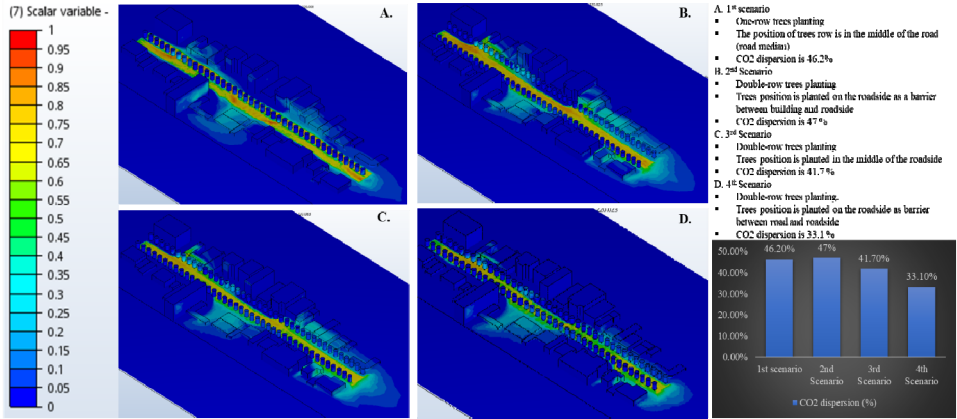 (7) Scalar variable -
1
0.95
0.9
0.85
0.8
0.75
0.7
0.65
0.6
0.55
0.5
0.45
0.4
0.35
0.3
0.25
0.2
0.15
0.1
0.05
0
A.
B.
C.
D.
A. 1st scenario
▪ One-row trees planting
▪ The position of trees row is in the middle of the road
(road median)
▪ CO2 dispersion is 46.2%
B. 2nd Scenario
▪ Double-row trees planting
▪ Trees position is planted on the roadside as a barrier
between building and roadside
▪ CO2 dispersion is 47%
C. 3rd Scenario
▪ Double-row trees planting
▪ Trees position is planted in the middle of the roadside
▪ CO2 dispersion is 41.7%
D. 4th Scenario
▪ Double-row trees planting.
▪ Trees position is planted on the roadside as barrier
between road and roadside
▪ CO2 dispersion is 33.1%
50.00%
40.00%
30.00%
20.00%
10.00%
0.00%
46.20%
47%
41.70%
33.10%
1st scenario
2nd
Scenario
3rd
Scenario
4th
Scenario
CO2 dispersion (%)